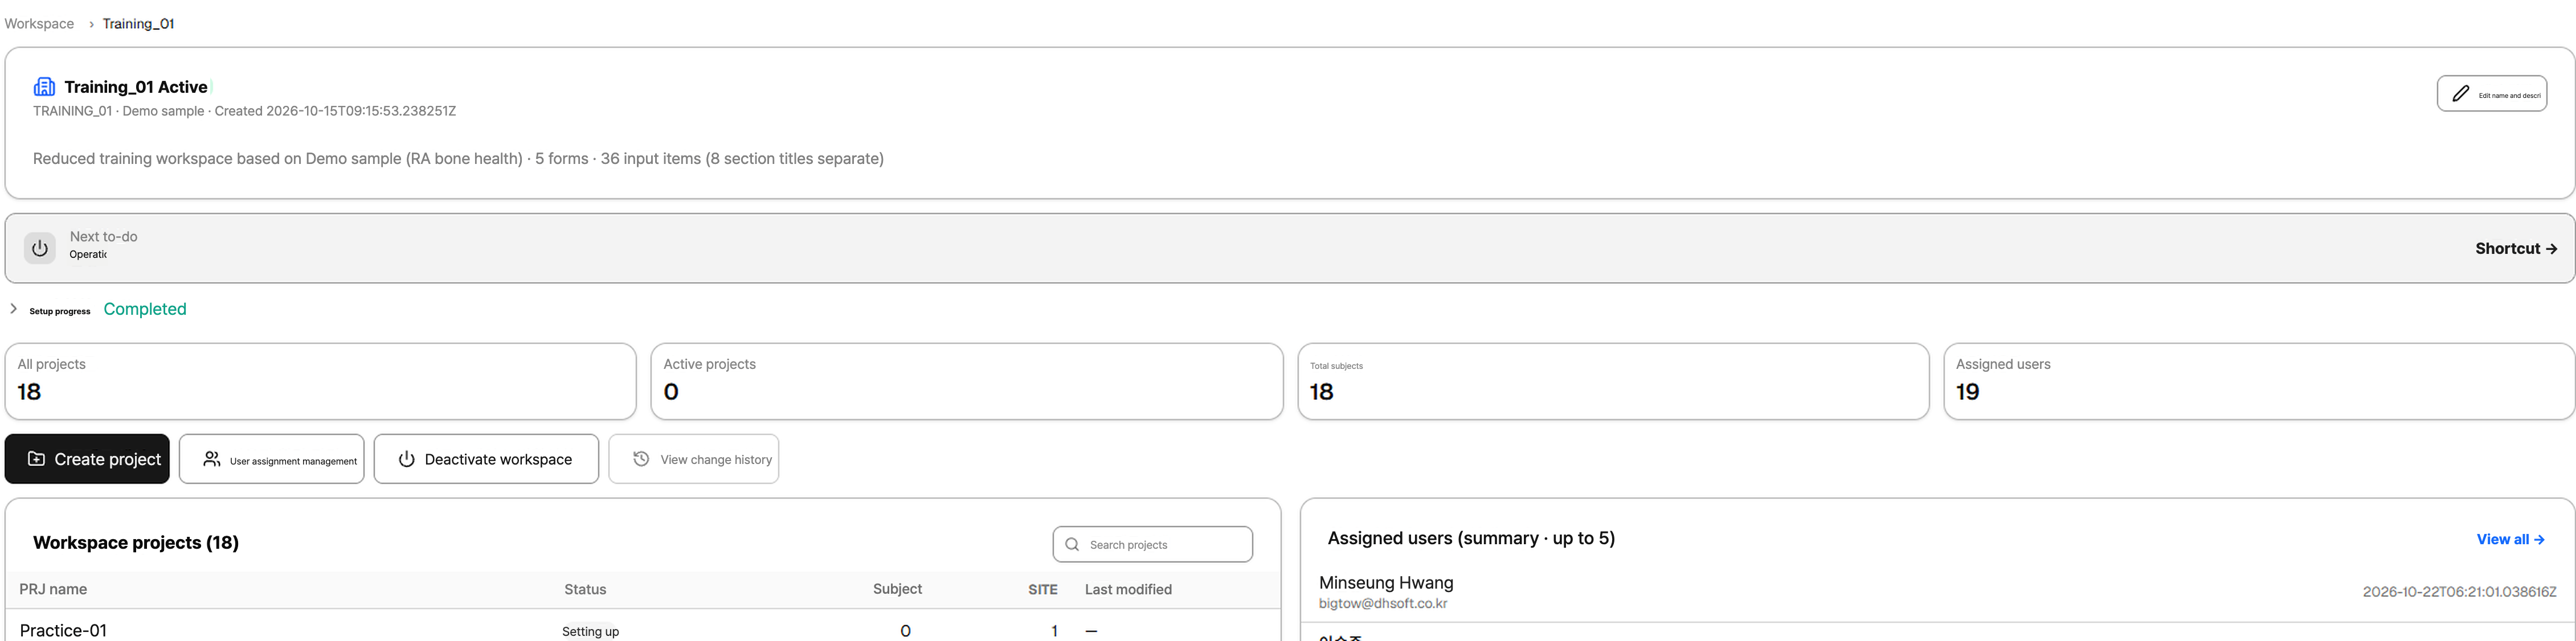 Workspace › Training_01
Training_01 Active
TRAINING_01 · Demo sample · Created 2026-10-15T09:15:53.238251Z
Edit name and descri
Reduced training workspace based on Demo sample (RA bone health) · 5 forms · 36 input items (8 section titles separate)
Next to-do
Operatic
Shortcut →
Setup progress Completed
All projects
18
Active projects
0
Total subjects
18
Assigned users
19
Create project
User assignment management
Deactivate workspace
View change history
Workspace projects (18)
Search projects
PRJ name Status Subject SITE Last modified
Practice-01 Setting up 0 1 —
Assigned users (summary · up to 5)
View all →
Minseung Hwang
bigtow@dhsoft.co.kr
2026-10-22T06:21:01.038616Z